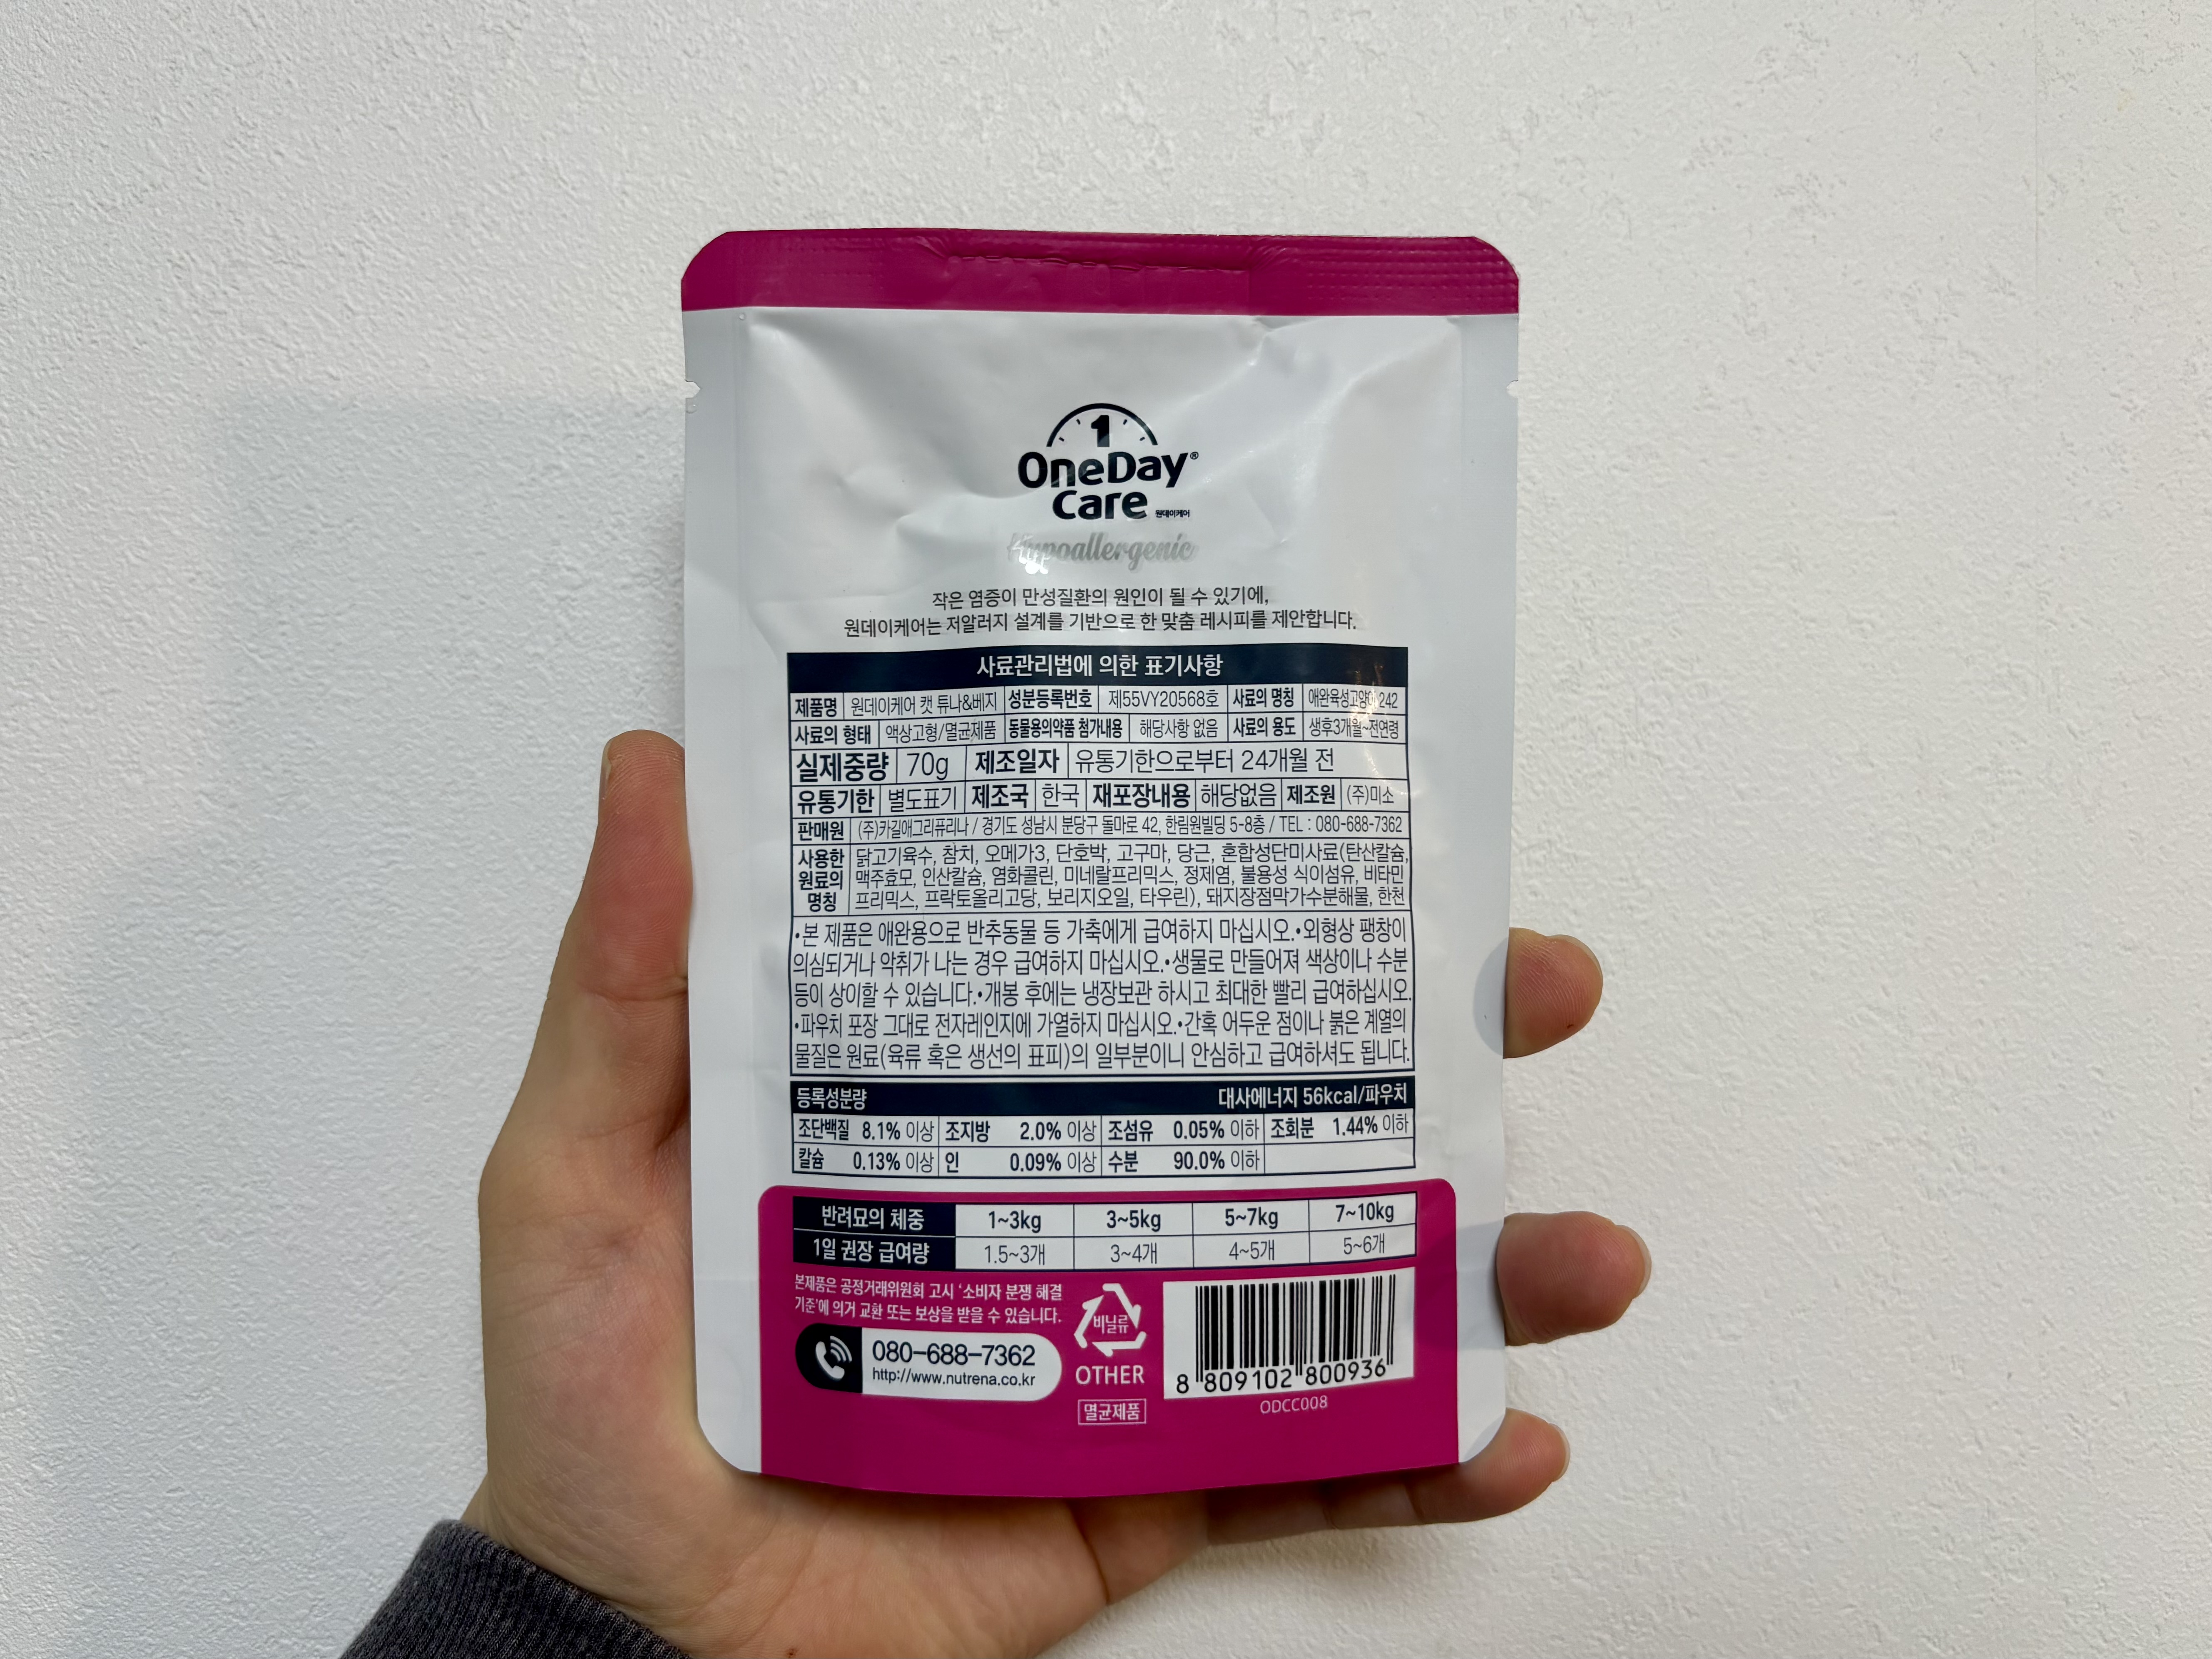 1
OneDay®
Care 원데이케어
Hypoallergenic
작은 염증이 만성질환의 원인이 될 수 있기에,
원데이케어는 저알러지 설계를 기반으로 한 맞춤 레시피를 제안합니다.
사료관리법에 의한 표기사항
제품명 원데이케어 캣 튜나&베지 성분등록번호 제55VY20568호 사료의 명칭 애완육성고양이 242
사료의 형태 액상고형/멸균제품 동물용의약품 첨가내용 해당사항 없음 사료의 용도 생후3개월~전연령
실제중량 70g 제조일자 유통기한으로부터 24개월 전
유통기한 별도표기 제조국 한국 재포장내용 해당없음 제조원 (주)미소
판매원 (주)카길애그리퓨리나 / 경기도 성남시 분당구 돌마로 42, 한림원빌딩 5-8층 / TEL : 080-688-7362
사용한 닭고기육수, 참치, 오메가3, 단호박, 고구마, 당근, 혼합성단미사료(탄산칼슘,
원료의 맥주효모, 인산칼슘, 염화콜린, 미네랄프리믹스, 정제염, 불용성 식이섬유, 비타민
명칭 프리믹스, 프락토올리고당, 보리지오일, 타우린), 돼지장점막가수분해물, 한천
•본 제품은 애완용으로 반추동물 등 가축에게 급여하지 마십시오.•외형상 팽창이
의심되거나 악취가 나는 경우 급여하지 마십시오.•생물로 만들어져 색상이나 수분
등이 상이할 수 있습니다.•개봉 후에는 냉장보관 하시고 최대한 빨리 급여하십시오.
•파우치 포장 그대로 전자레인지에 가열하지 마십시오.•간혹 어두운 점이나 붉은 계열의
물질은 원료(육류 혹은 생선의 표피)의 일부분이니 안심하고 급여하셔도 됩니다.
등록성분량 대사에너지 56kcal/파우치
조단백질 8.1% 이상 조지방 2.0% 이상 조섬유 0.05% 이하 조회분 1.44% 이하
칼슘 0.13% 이상 인 0.09% 이상 수분 90.0% 이하
반려묘의 체중 1~3kg 3~5kg 5~7kg 7~10kg
1일 권장 급여량 1.5~3개 3~4개 4~5개 5~6개
본제품은 공정거래위원회 고시 '소비자 분쟁 해결
기준'에 의거 교환 또는 보상을 받을 수 있습니다.
080-688-7362
http://www.nutrena.co.kr
비닐류
OTHER
멸균제품
8 809102 800936
ODCC008